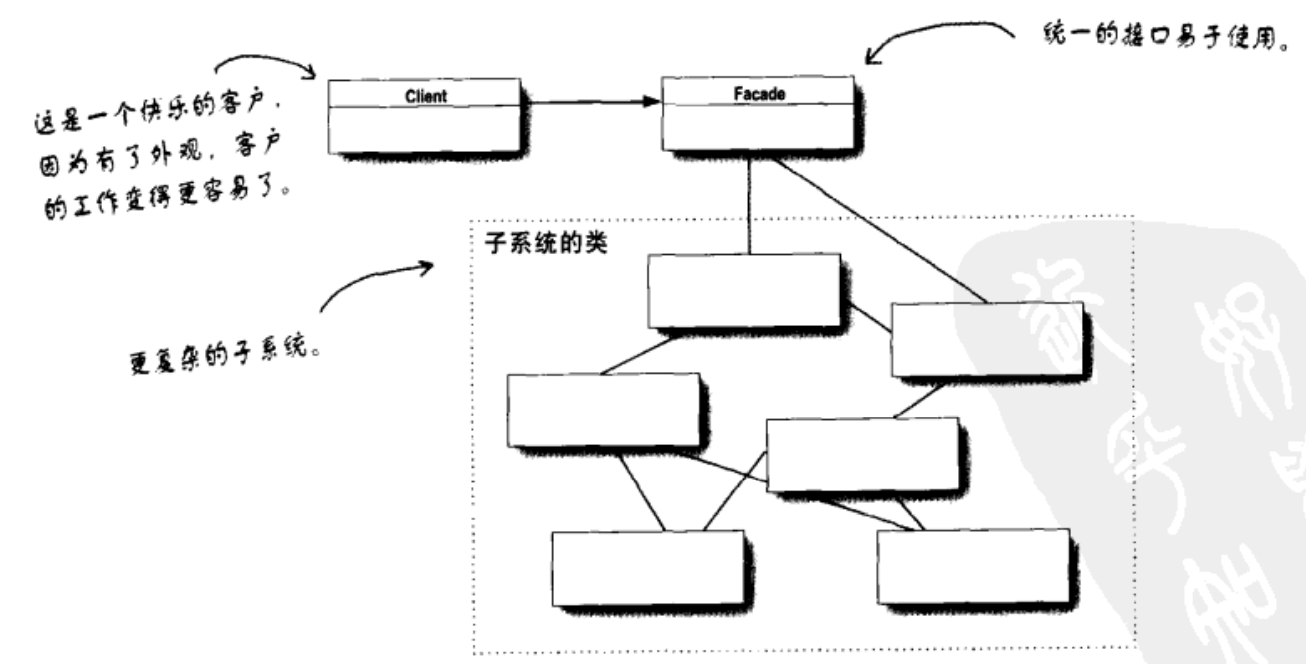 统一的接口易于使用。
这是一个快乐的客户，
因为有了外观，客户
的工作变得更容易了。
Client
Facade
子系统的类
更复杂的子系统。